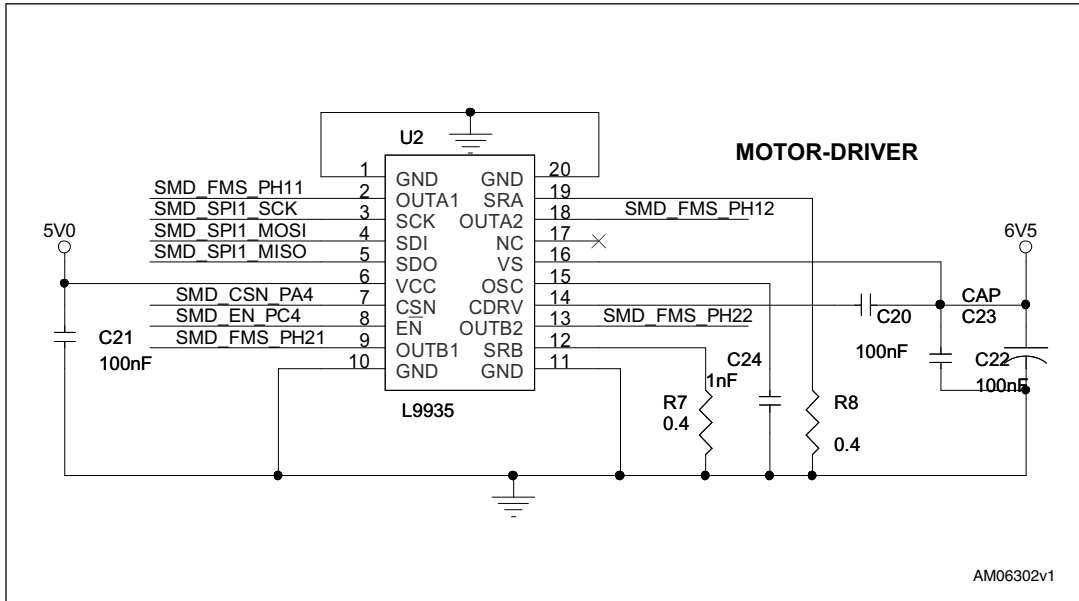 MOTOR-DRIVER
U2
1 GND GND 20
SMD_FMS_PH11 2 OUTA1 SRA 19
SMD_SPI1_SCK 3 SCK OUTA2 18 SMD_FMS_PH12
SMD_SPI1_MOSI 4 SDI NC 17
5V0 SMD_SPI1_MISO 5 SDO VS 16 6V5
6 VCC OSC 15
SMD_CSN_PA4 7 CSN CDRV 14 CAP
SMD_EN_PC4 8 EN OUTB2 13 SMD_FMS_PH22 C20 C23
C21 SMD_FMS_PH21 9 OUTB1 SRB 12
100nF 10 GND GND 11 C24 100nF C22
1nF 100nF
L9935 R7 R8
0.4 0.4
AM06302v1